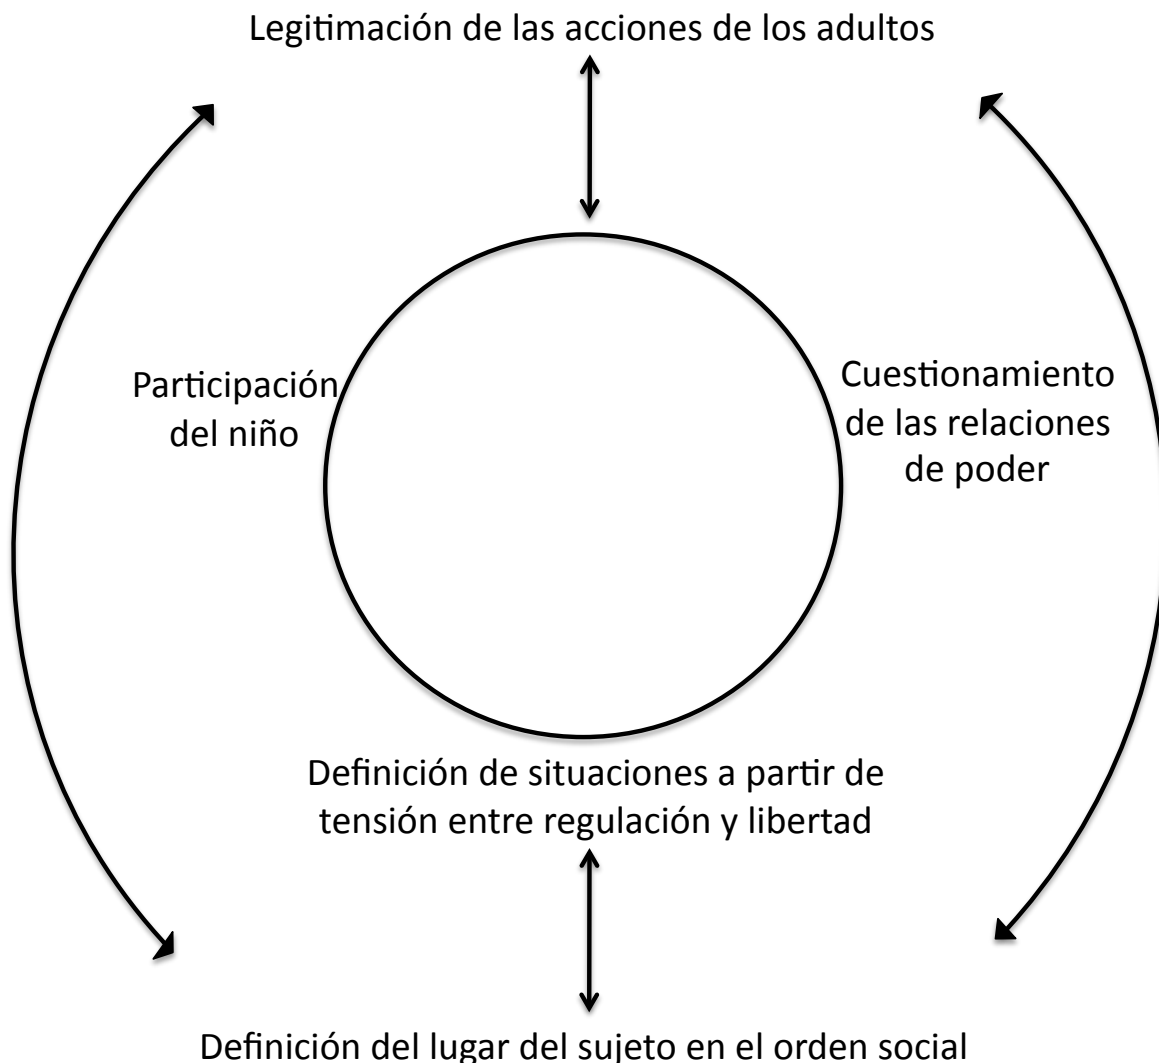 Legitimación de las acciones de los adultos
Participación
del niño
Cuestionamiento
de las relaciones
de poder
Definición de situaciones a partir de
tensión entre regulación y libertad
Definición del lugar del sujeto en el orden social